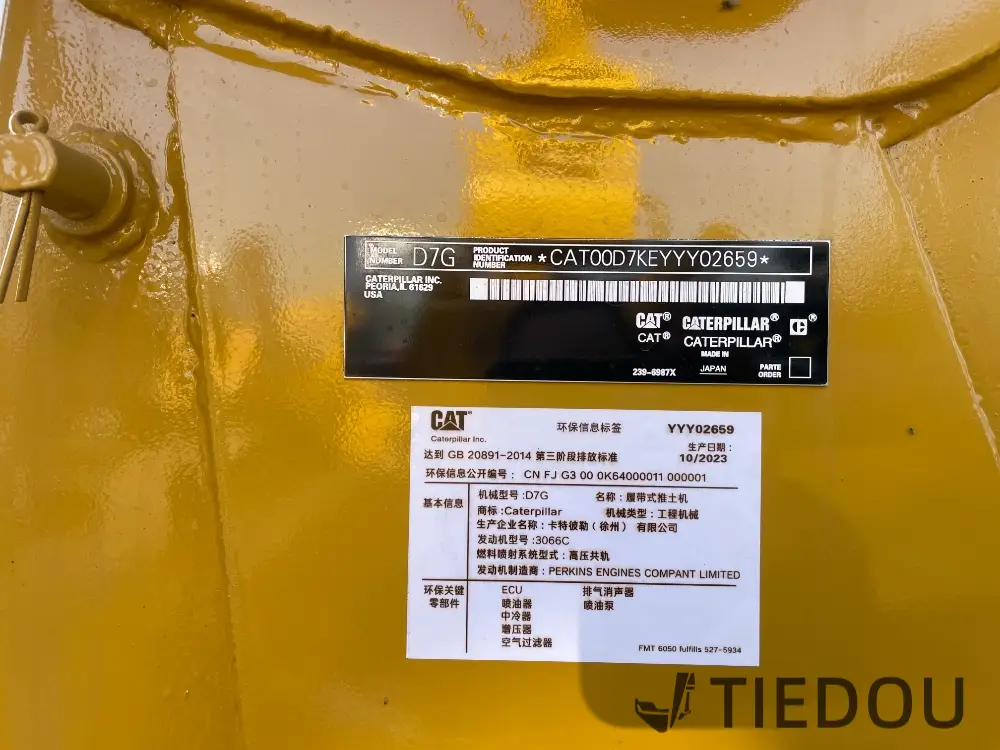 MODEL NUMBER D7G PRODUCT IDENTIFICATION NUMBER *CAT00D7KEYYY02659*
CATERPILLAR INC.
PEORIA,IL 61629
USA
CAT® CATERPILLAR® ®
CAT® CATERPILLAR®
MADE IN
239-6987X JAPAN PARTE ORDER
CAT 环保信息标签 YYY02659
Caterpillar Inc. 生产日期:
达到 GB 20891-2014 第三阶段排放标准 10/2023
环保信息公开编号: CN FJ G3 00 0K64000011 000001
基本信息 机械型号:D7G 名称:履带式推土机
商标:Caterpillar 机械类型:工程机械
生产企业名称:卡特彼勒(徐州)有限公司
发动机型号:3066C
燃料喷射系统型式:高压共轨
发动机制造商:PERKINS ENGINES COMPANT LIMITED
环保关键零部件 ECU 排气消声器
喷油器 喷油泵
中冷器
增压器
空气过滤器
FMT 6050 fulfills 527-5934
TIEDOU